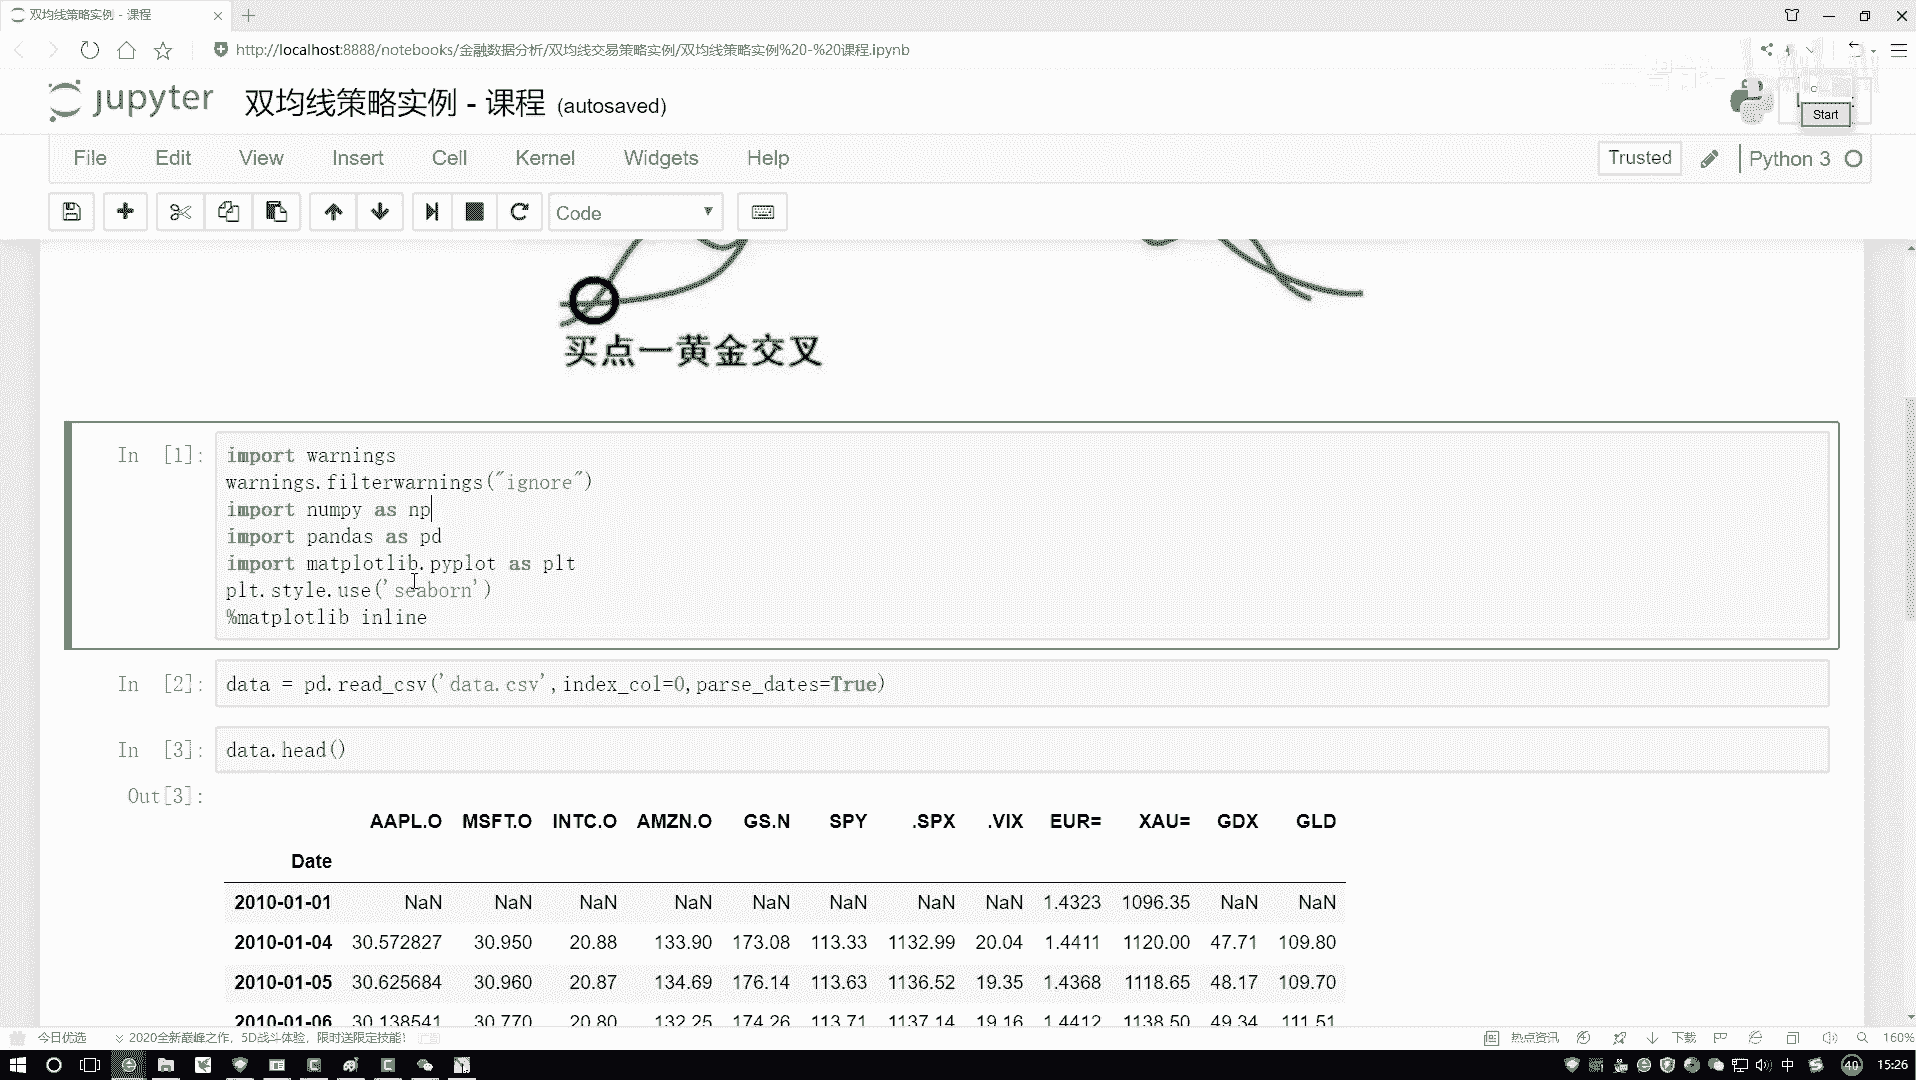 双均线策略实例 - 课程
http://localhost:8888/notebooks/金融数据分析/双均线交易策略实例/双均线策略实例%20-%20课程.ipynb
jupyter 双均线策略实例 - 课程 (autosaved)
Start
File Edit View Insert Cell Kernel Widgets Help
Trusted Python 3
Code
买点一黄金交叉
In [1]:
import warnings
warnings.filterwarnings("ignore")
import numpy as np
import pandas as pd
import matplotlib.pyplot as plt
plt.style.use('seaborn')
%matplotlib inline
In [2]: data = pd.read_csv('data.csv',index_col=0,parse_dates=True)
In [3]: data.head()
Out[3]:
AAPL.O MSFT.O INTC.O AMZN.O GS.N SPY .SPX .VIX EUR= XAU= GDX GLD
Date
2010-01-01 NaN NaN NaN NaN NaN NaN NaN NaN 1.4323 1096.35 NaN NaN
2010-01-04 30.572827 30.950 20.88 133.90 173.08 113.33 1132.99 20.04 1.4411 1120.00 47.71 109.80
2010-01-05 30.625684 30.960 20.87 134.69 176.14 113.63 1136.52 19.35 1.4368 1118.65 48.17 109.70
2010-01-06 30.138541 30.770 20.80 132.25 174.26 113.71 1137.14 19.16 1.4412 1138.50 49.34 111.51
今日优选 2020全新巅峰之作，5D战斗体验，限时送限定技能！ 热点资讯 下载 160%
中 40 15:26